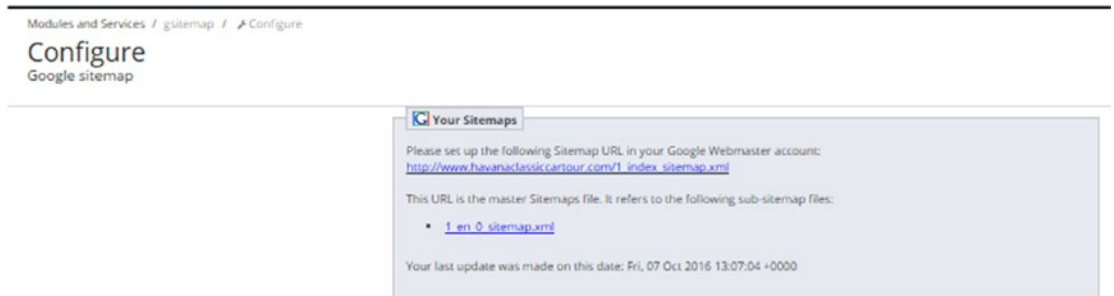 Modules and Services / gsitemap / Configure
Configure
Google sitemap
Your Sitemaps
Please set up the following Sitemap URL in your Google Webmaster account:
http://www.havanaclassiccartour.com/1_index_sitemap.xml
This URL is the master Sitemaps file. It refers to the following sub-sitemap files:
1_en_0_sitemap.xml
Your last update was made on this date: Fri, 07 Oct 2016 13:07:04 +0000